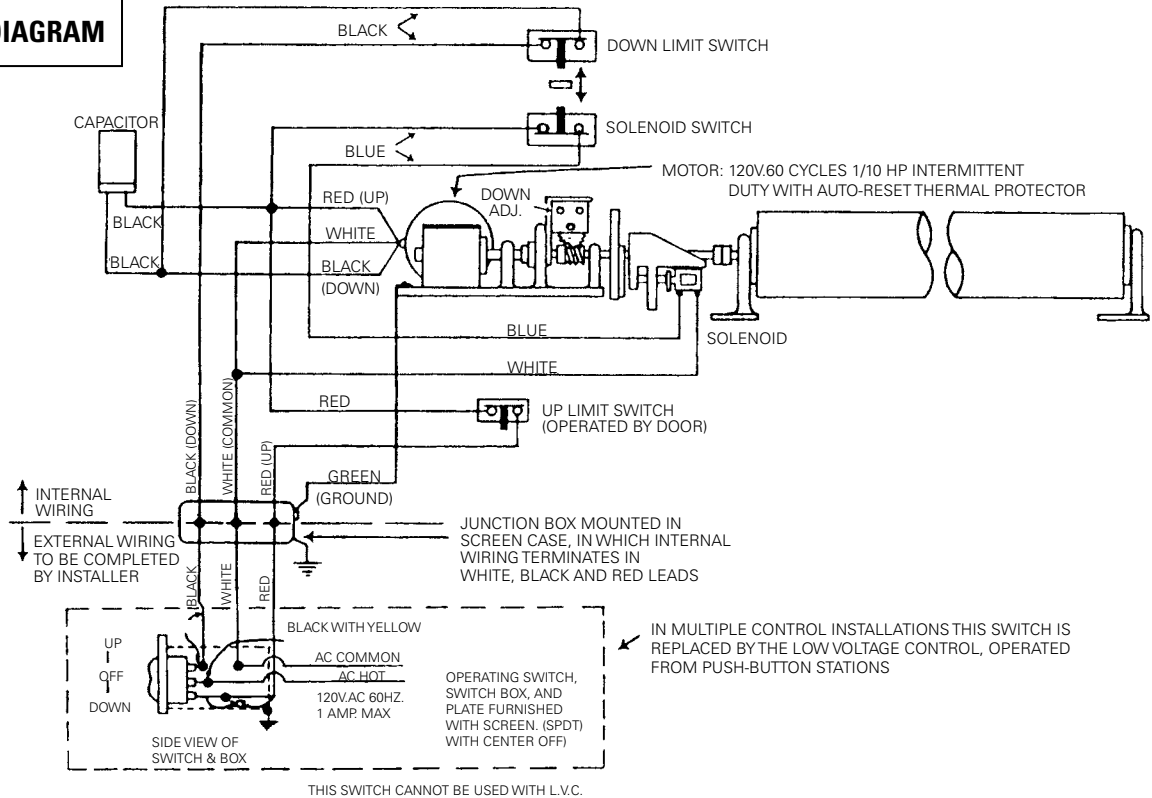 DIAGRAM
BLACK
DOWN LIMIT SWITCH
CAPACITOR
SOLENOID SWITCH
BLUE
MOTOR: 120V.60 CYCLES 1/10 HP INTERMITTENT
DUTY WITH AUTO-RESET THERMAL PROTECTOR
RED (UP)
DOWN
ADJ.
BLACK
WHITE
BLACK
BLACK
(DOWN)
BLUE
SOLENOID
WHITE
RED
UP LIMIT SWITCH
(OPERATED BY DOOR)
BLACK (DOWN)
WHITE (COMMON)
RED (UP)
GREEN
(GROUND)
INTERNAL
WIRING
EXTERNAL WIRING
TO BE COMPLETED
BY INSTALLER
JUNCTION BOX MOUNTED IN
SCREEN CASE, IN WHICH INTERNAL
WIRING TERMINATES IN
WHITE, BLACK AND RED LEADS
BLACK
WHITE
RED
BLACK WITH YELLOW
UP
OFF
DOWN
AC COMMON
AC HOT
120V.AC 60HZ.
1 AMP. MAX
OPERATING SWITCH,
SWITCH BOX, AND
PLATE FURNISHED
WITH SCREEN. (SPDT)
WITH CENTER OFF)
IN MULTIPLE CONTROL INSTALLATIONS THIS SWITCH IS
REPLACED BY THE LOW VOLTAGE CONTROL, OPERATED
FROM PUSH-BUTTON STATIONS
SIDE VIEW OF
SWITCH & BOX
THIS SWITCH CANNOT BE USED WITH L.V.C.